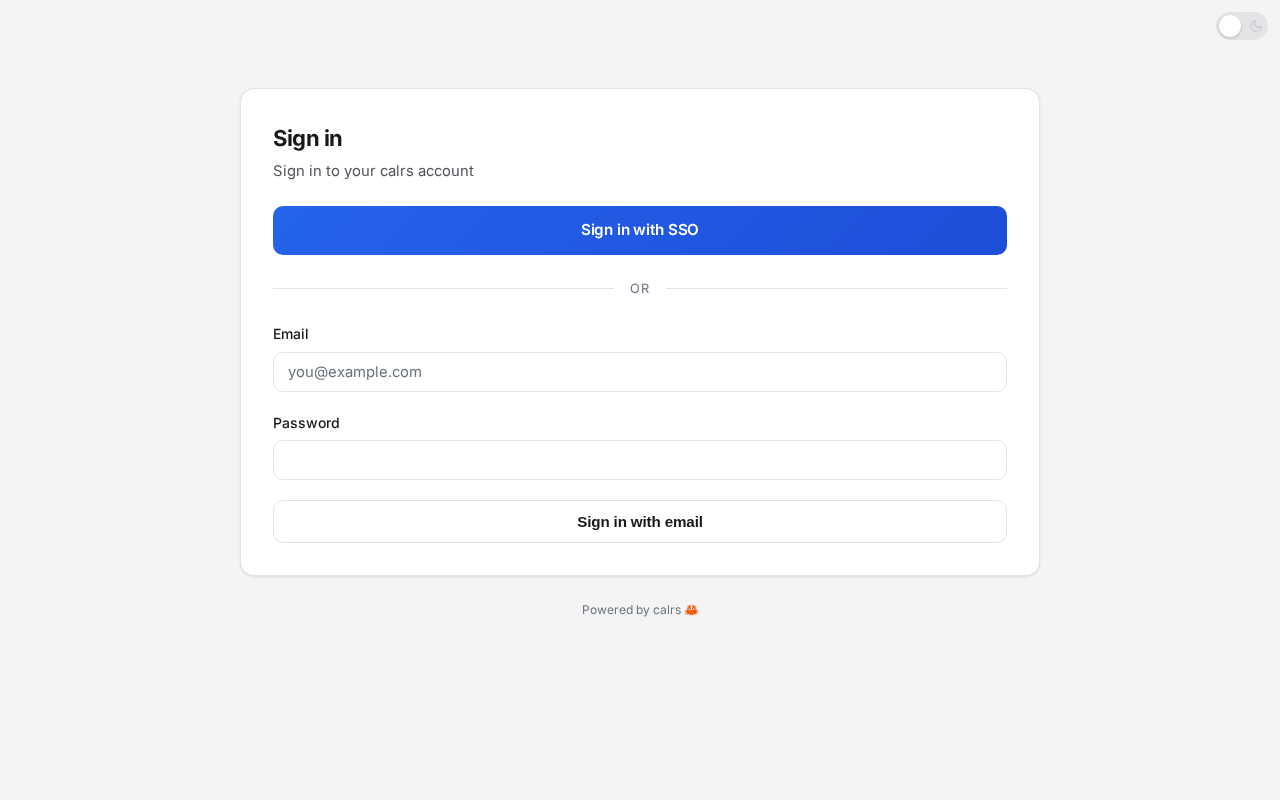 Sign in
Sign in to your calrs account
Sign in with SSO
OR
Email
you@example.com
Password
Sign in with email
Powered by calrs 🦀